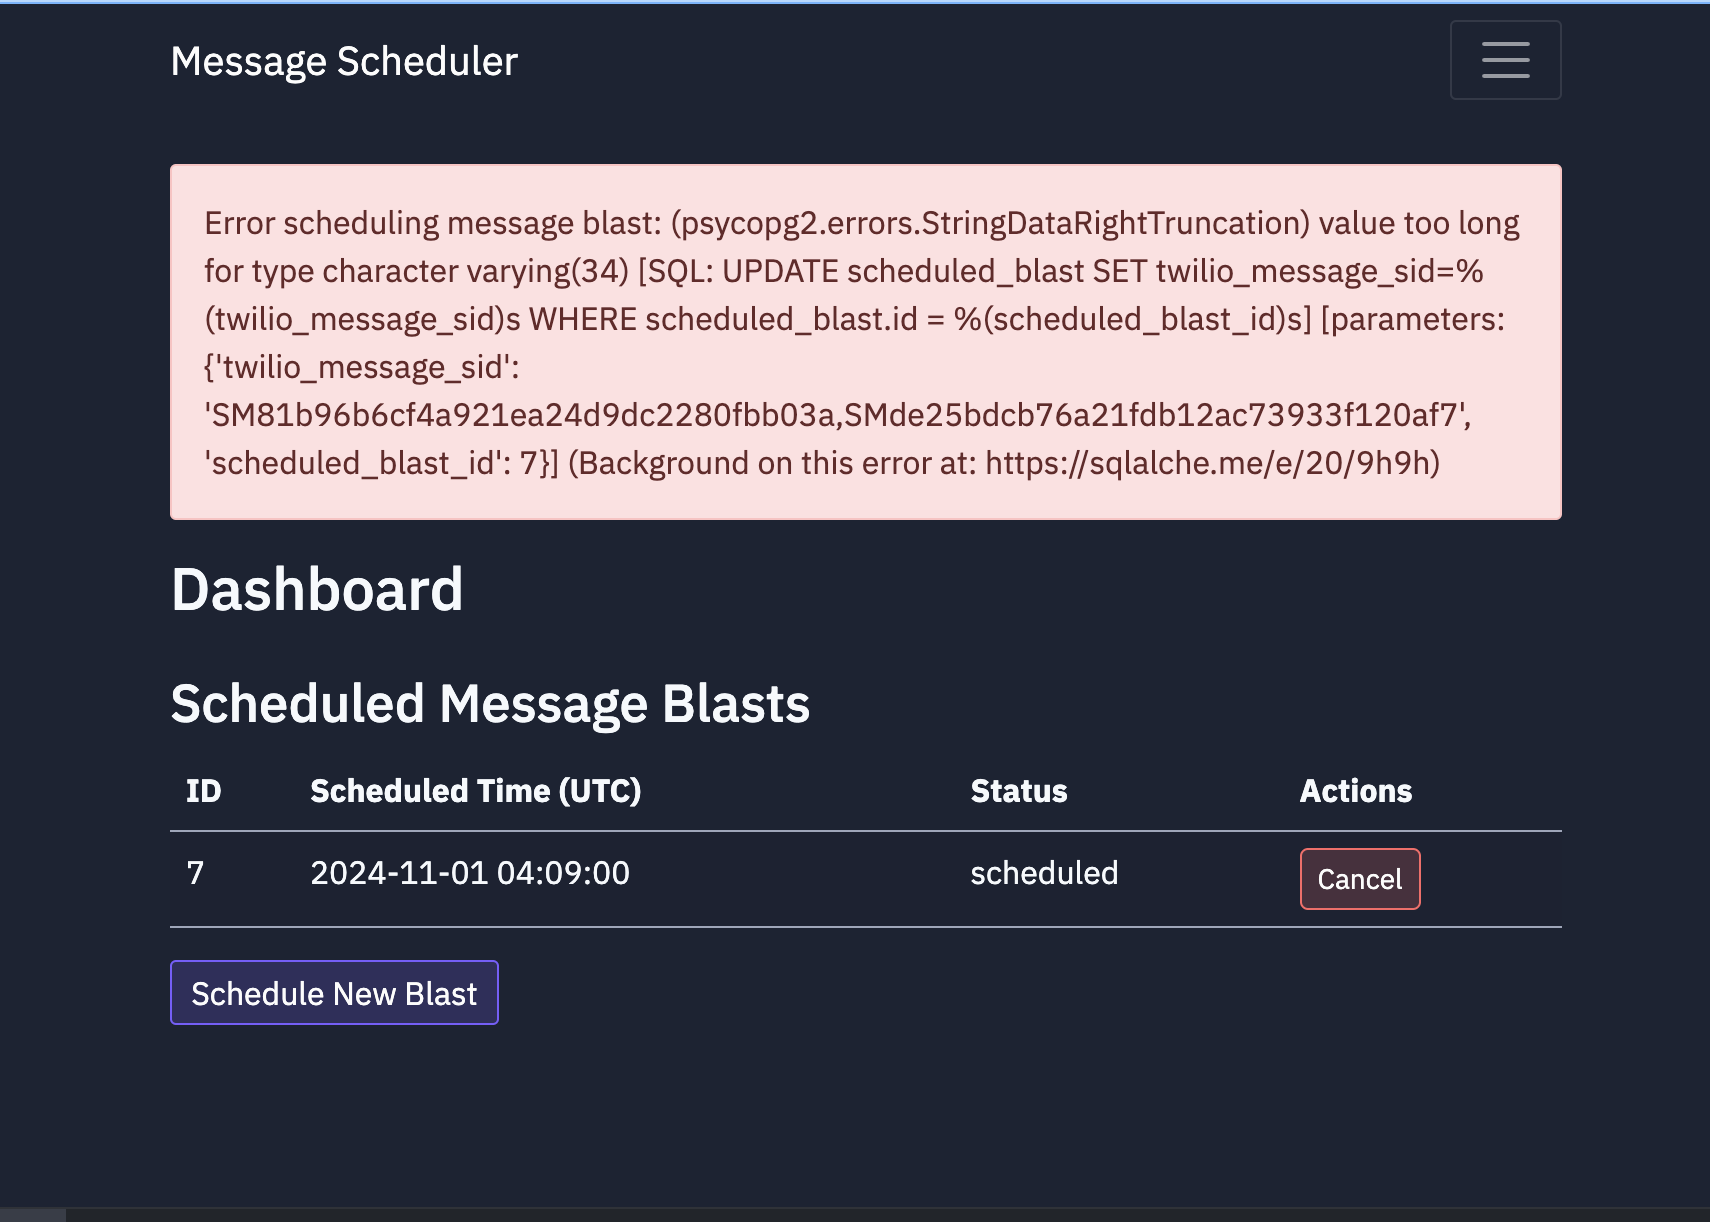 Message Scheduler
Error scheduling message blast: (psycopg2.errors.StringDataRightTruncation) value too long
for type character varying(34) [SQL: UPDATE scheduled_blast SET twilio_message_sid=%
(twilio_message_sid)s WHERE scheduled_blast.id = %(scheduled_blast_id)s] [parameters:
{'twilio_message_sid':
'SM81b96b6cf4a921ea24d9dc2280fbb03a,SMde25bdcb76a21fdb12ac73933f120af7',
'scheduled_blast_id': 7}] (Background on this error at: https://sqlalche.me/e/20/9h9h)
Dashboard
Scheduled Message Blasts
ID Scheduled Time (UTC) Status Actions
7 2024-11-01 04:09:00 scheduled Cancel
Schedule New Blast